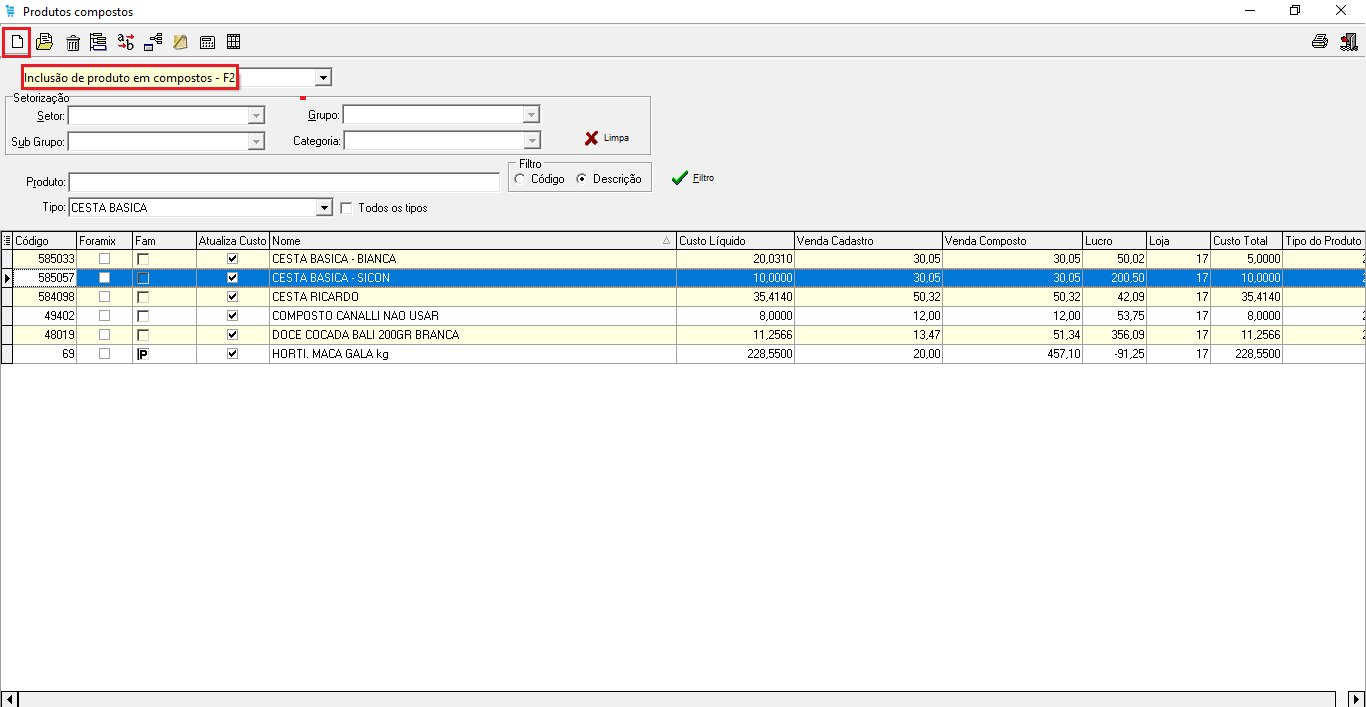 Produtos compostos
Inclusão de produto em compostos - F2
Setorização
Setor: Grupo:
Sub Grupo: Categoria: Limpa
Filtro
Produto: Código Descrição Filtro
Tipo: CESTA BASICA Todos os tipos
Código Foramix Fam Atualiza Custo Nome Custo Líquido Venda Cadastro Venda Composto Lucro Loja Custo Total Tipo do Produto
585033 CESTA BASICA - BIANCA 20,0310 30,05 30,05 50,02 17 5,0000 2
585057 CESTA BASICA - SICON 10,0000 30,05 30,05 200,50 17 10,0000 2
584098 CESTA RICARDO 35,4140 50,32 50,32 42,09 17 35,4140
49402 COMPOSTO CANALLI NAO USAR 8,0000 12,00 12,00 53,75 17 8,0000 2
48019 DOCE COCADA BALI 200GR BRANCA 11,2566 13,47 51,34 356,09 17 11,2566 2
69 P HORTI. MACA GALA kg 228,5500 20,00 457,10 -91,25 17 228,5500